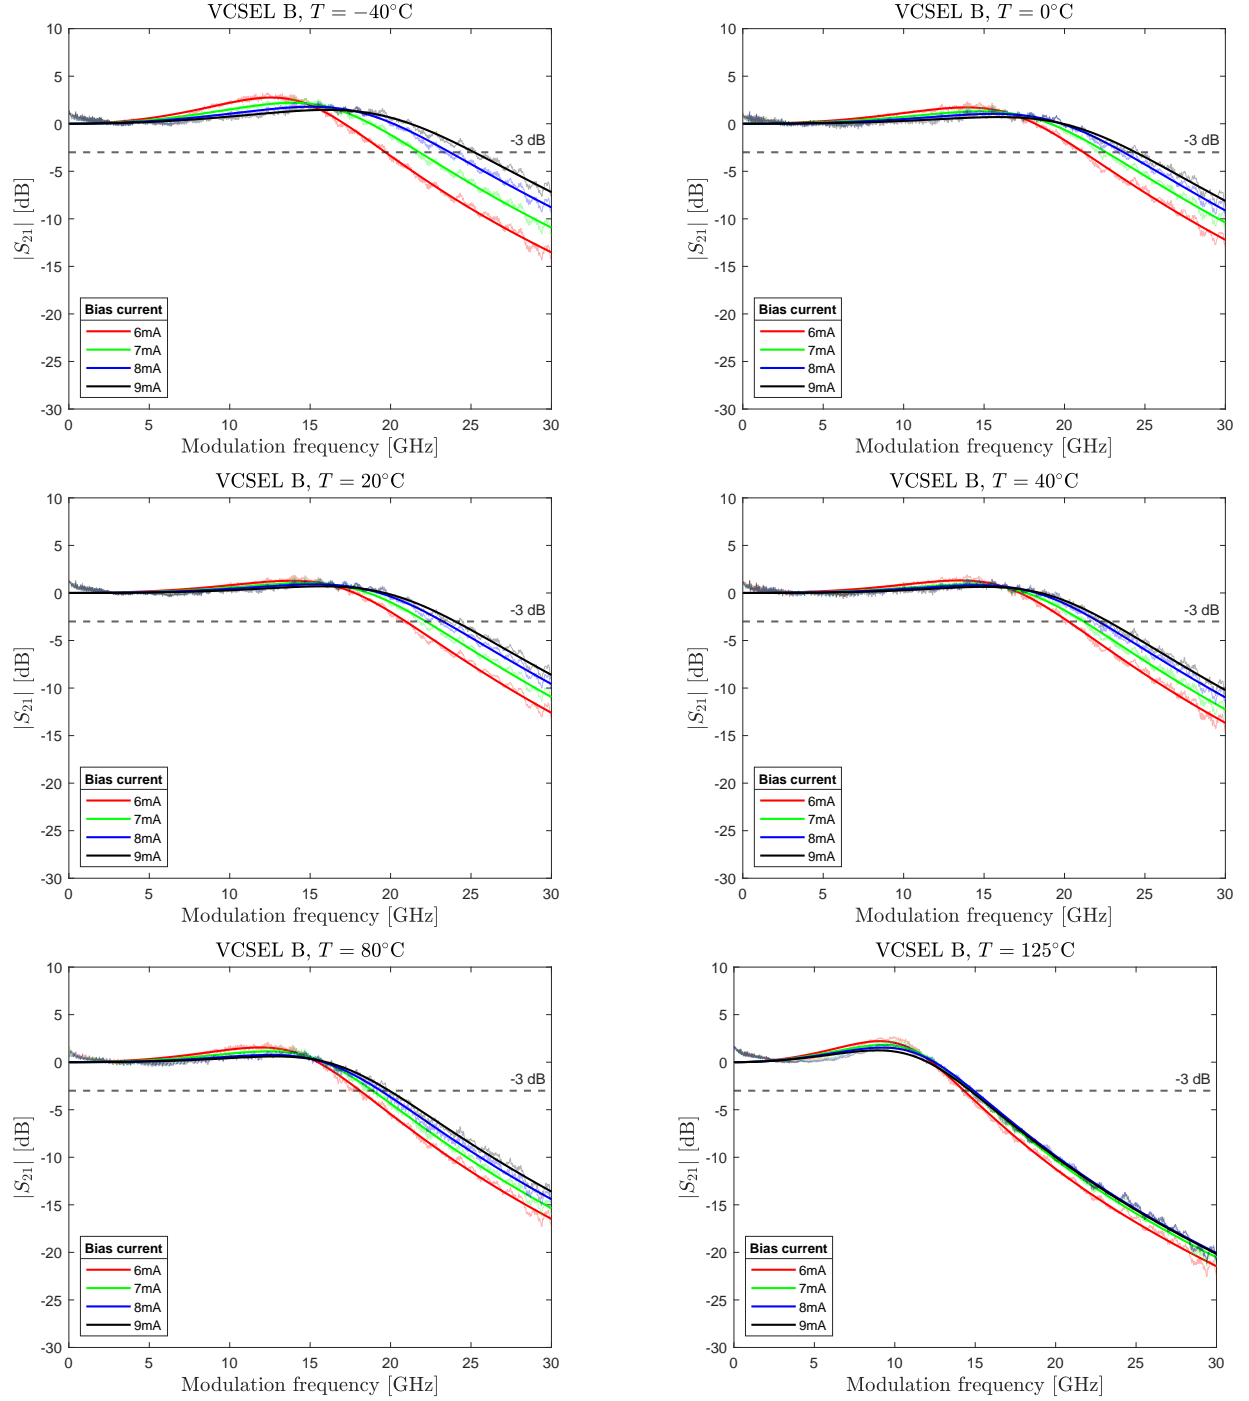 VCSEL B, T = −40°C
10
5
0
-5
-10
-15
-20
-25
-30
|S21| [dB]
-3 dB
Bias current
6mA
7mA
8mA
9mA
0 5 10 15 20 25 30
Modulation frequency [GHz]
VCSEL B, T = 0°C
10
5
0
-5
-10
-15
-20
-25
-30
|S21| [dB]
-3 dB
Bias current
6mA
7mA
8mA
9mA
0 5 10 15 20 25 30
Modulation frequency [GHz]
VCSEL B, T = 20°C
10
5
0
-5
-10
-15
-20
-25
-30
|S21| [dB]
-3 dB
Bias current
6mA
7mA
8mA
9mA
0 5 10 15 20 25 30
Modulation frequency [GHz]
VCSEL B, T = 40°C
10
5
0
-5
-10
-15
-20
-25
-30
|S21| [dB]
-3 dB
Bias current
6mA
7mA
8mA
9mA
0 5 10 15 20 25 30
Modulation frequency [GHz]
VCSEL B, T = 80°C
10
5
0
-5
-10
-15
-20
-25
-30
|S21| [dB]
-3 dB
Bias current
6mA
7mA
8mA
9mA
0 5 10 15 20 25 30
Modulation frequency [GHz]
VCSEL B, T = 125°C
10
5
0
-5
-10
-15
-20
-25
-30
|S21| [dB]
-3 dB
Bias current
6mA
7mA
8mA
9mA
0 5 10 15 20 25 30
Modulation frequency [GHz]